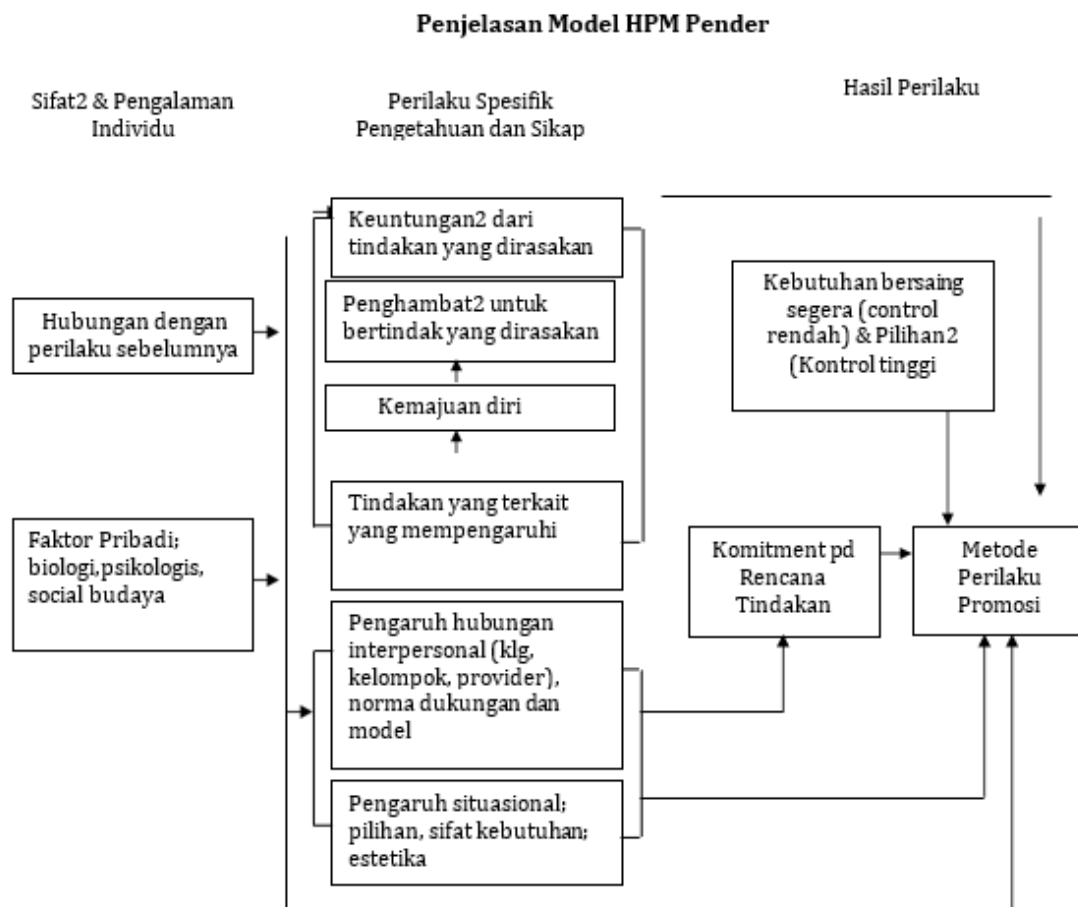 Penjelasan Model HPM Pender
Sifat2 & Pengalaman
Individu
Perilaku Spesifik
Pengetahuan dan Sikap
Hasil Perilaku
Hubungan dengan
perilaku sebelumnya
Faktor Pribadi;
biologi,psikologis,
social budaya
Keuntungan2 dari
tindakan yang dirasakan
Penghambat2 untuk
bertindak yang dirasakan
Kemajuan diri
Tindakan yang terkait
yang mempengaruhi
Pengaruh hubungan
interpersonal (klg,
kelompok, provider),
norma dukungan dan
model
Pengaruh situasional;
pilihan, sifat kebutuhan;
estetika
Kebutuhan bersaing
segera (control
rendah) & Pilihan2
(Kontrol tinggi
Komitment pd
Rencana
Tindakan
Metode
Perilaku
Promosi